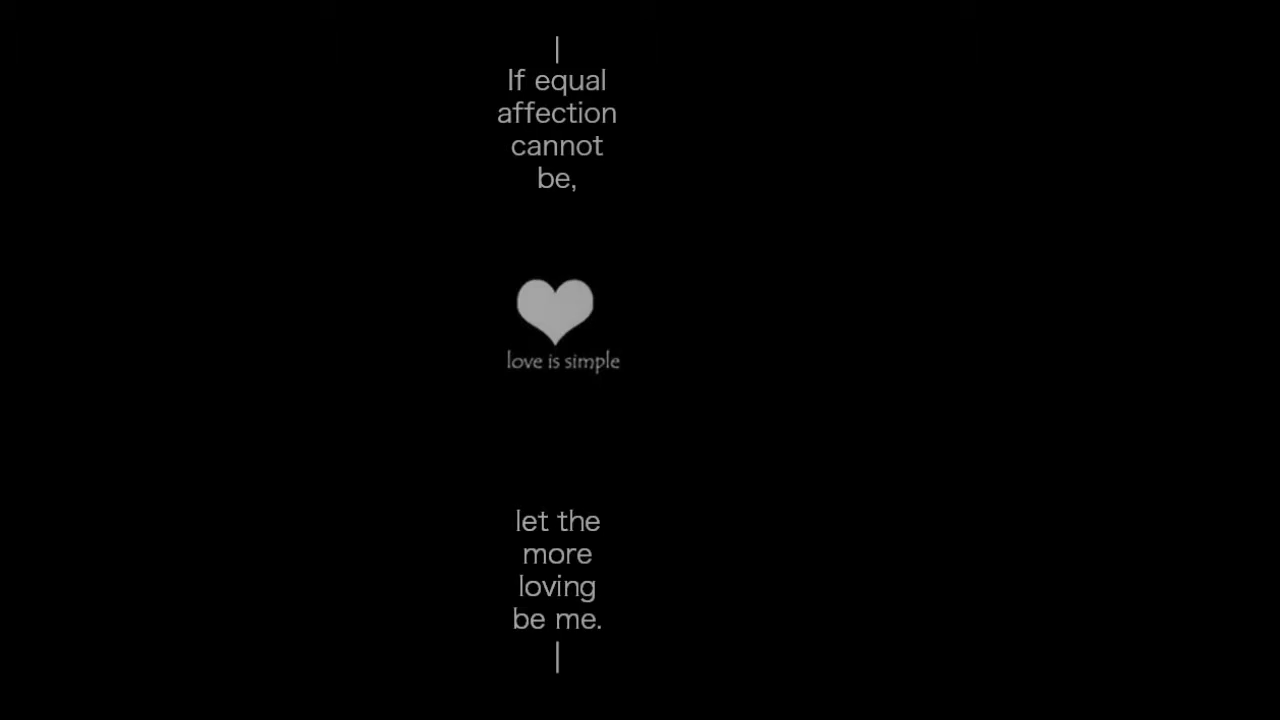 |
If equal
affection
cannot
be,
love is simple
let the
more
loving
be me.
|